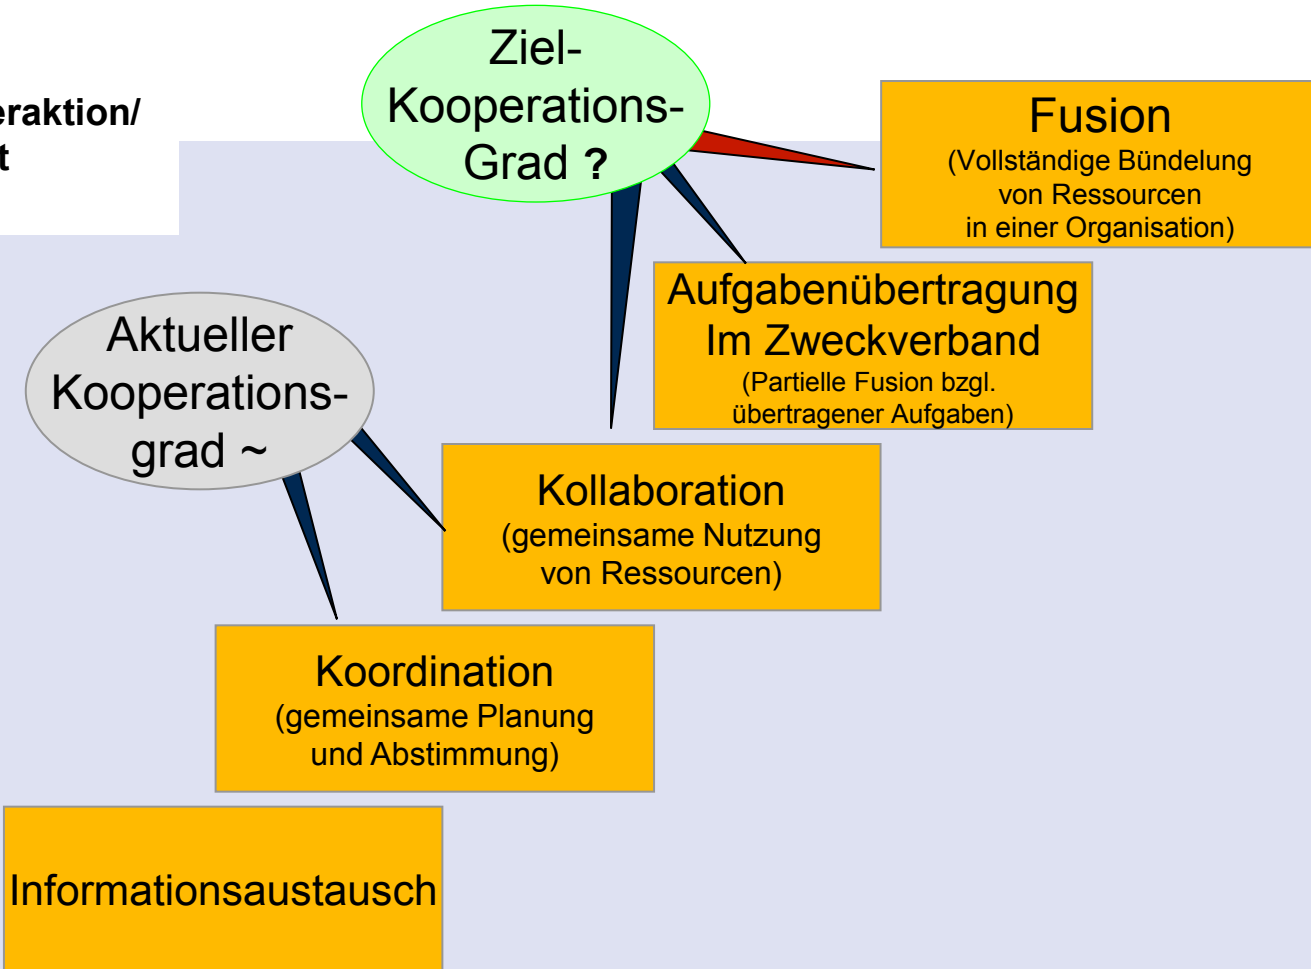 Ziel-
Kooperations-
Grad ?
eraktion/
t
Fusion
(Vollständige Bündelung
von Ressourcen
in einer Organisation)
Aufgabenübertragung
Im Zweckverband
(Partielle Fusion bzgl.
übertragener Aufgaben)
Aktueller
Kooperations-
grad ~
Kollaboration
(gemeinsame Nutzung
von Ressourcen)
Koordination
(gemeinsame Planung
und Abstimmung)
Informationsaustausch